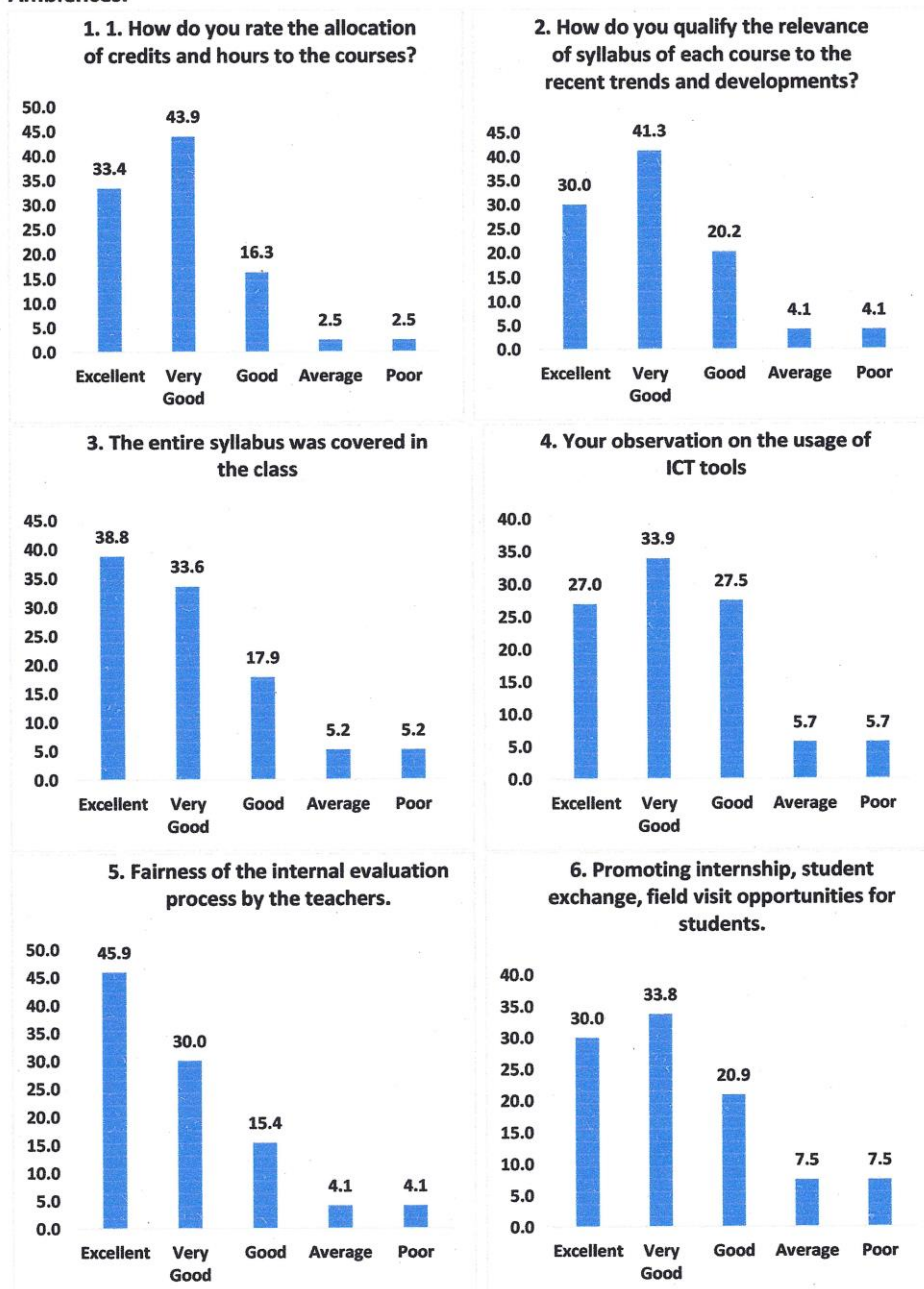 1. 1. How do you rate the allocation
of credits and hours to the courses?
50.0
45.0
40.0
35.0
30.0
25.0
20.0
15.0
10.0
5.0
0.0
33.4
43.9
16.3
2.5
2.5
Excellent
Very
Good
Good
Average
Poor
2. How do you qualify the relevance
of syllabus of each course to the
recent trends and developments?
45.0
40.0
35.0
30.0
25.0
20.0
15.0
10.0
5.0
0.0
30.0
41.3
20.2
4.1
4.1
Excellent
Very
Good
Good
Average
Poor
3. The entire syllabus was covered in
the class
45.0
40.0
35.0
30.0
25.0
20.0
15.0
10.0
5.0
0.0
38.8
33.6
17.9
5.2
5.2
Excellent
Very
Good
Good
Average
Poor
4. Your observation on the usage of
ICT tools
40.0
35.0
30.0
25.0
20.0
15.0
10.0
5.0
0.0
27.0
33.9
27.5
5.7
5.7
Excellent
Very
Good
Good
Average
Poor
5. Fairness of the internal evaluation
process by the teachers.
50.0
45.0
40.0
35.0
30.0
25.0
20.0
15.0
10.0
5.0
0.0
45.9
30.0
15.4
4.1
4.1
Excellent
Very
Good
Good
Average
Poor
6. Promoting internship, student
exchange, field visit opportunities for
students.
40.0
35.0
30.0
25.0
20.0
15.0
10.0
5.0
0.0
30.0
33.8
20.9
7.5
7.5
Excellent
Very
Good
Good
Average
Poor